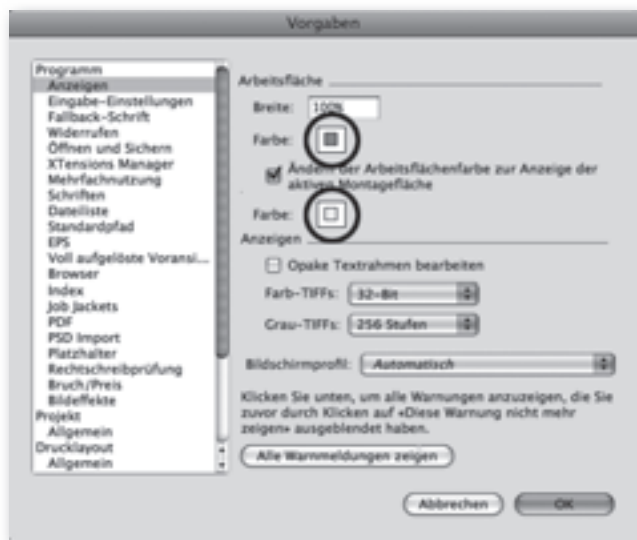 Vorgaben
Programm
Anzeigen
Eingabe-Einstellungen
Fallback-Schrift
Widerrufen
Öffnen und Sichern
XTensions Manager
Mehrfachnutzung
Schriften
Dateiliste
Standardpfad
EPS
Voll aufgelöste Voransi...
Browser
Index
Job Jackets
PDF
PSD Import
Platzhalter
Rechtschreibprüfung
Bruch/Preis
Bildeffekte
Projekt
Allgemein
Drucklayout
Allgemein
Arbeitsfläche
Breite: 100%
Farbe:
Ändern der Arbeitsflächenfarbe zur Anzeige der
aktiven Montagefläche
Farbe:
Anzeigen
Opake Textrahmen bearbeiten
Farb-TIFFs: 32-Bit
Grau-TIFFs: 256 Stufen
Bildschirmprofil: Automatisch
Klicken Sie unten, um alle Warnungen anzuzeigen, die Sie
zuvor durch Klicken auf «Diese Warnung nicht mehr
zeigen» ausgeblendet haben.
Alle Warnmeldungen zeigen
Abbrechen
OK